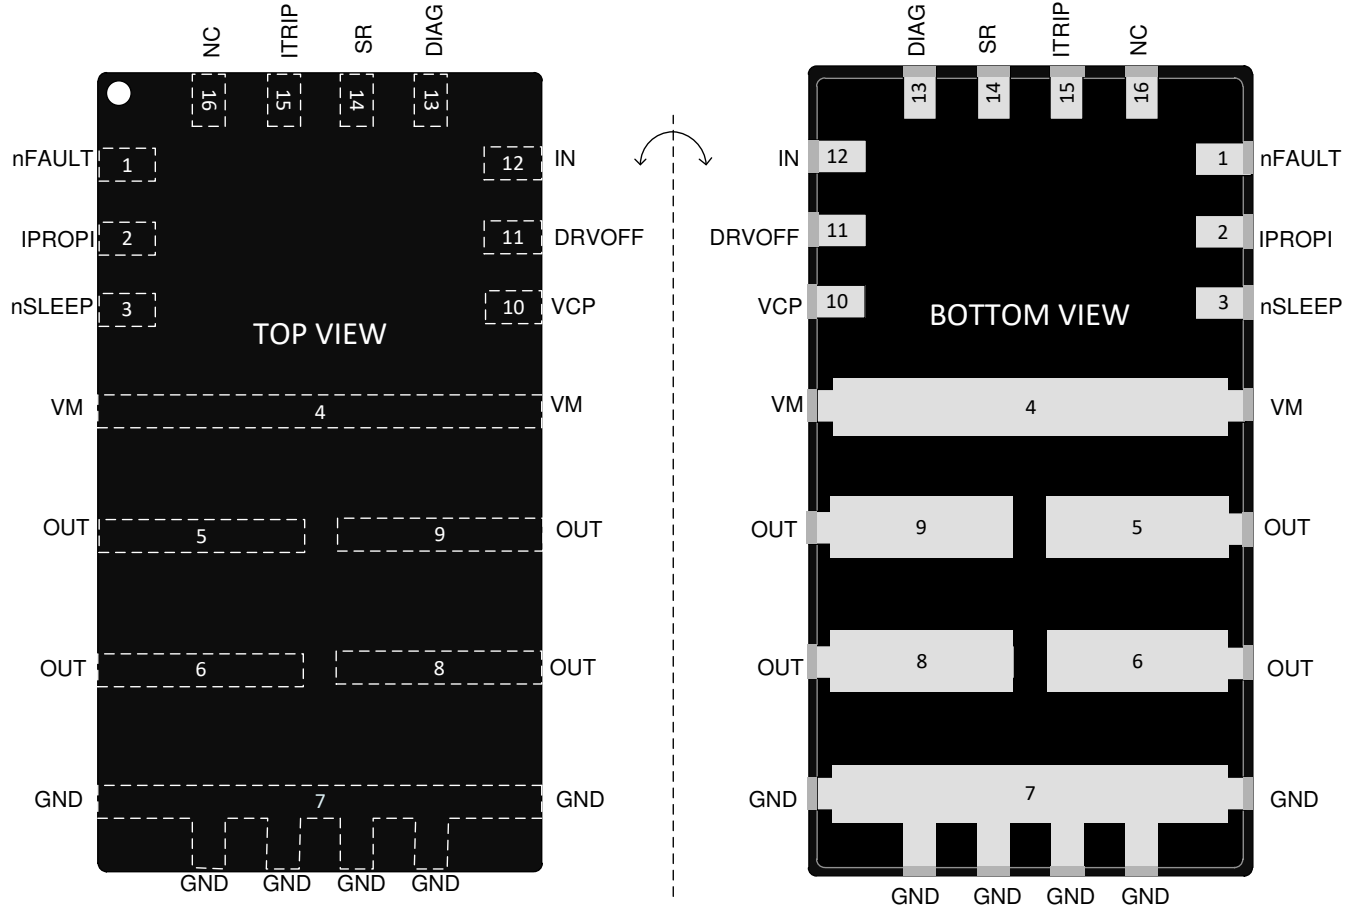 NC
ITRIP
SR
DIAG
16
15
14
13
nFAULT
1
12
IN
IPROPI
2
11
DRVOFF
nSLEEP
3
10
VCP
TOP VIEW
VM
4
VM
OUT
5
9
OUT
OUT
6
8
OUT
GND
7
GND
GND
GND
GND
GND
DIAG
SR
ITRIP
NC
13
14
15
16
IN
12
1
nFAULT
DRVOFF
11
2
IPROPI
VCP
10
3
nSLEEP
BOTTOM VIEW
VM
4
VM
OUT
9
5
OUT
OUT
8
6
OUT
GND
7
GND
GND
GND
GND
GND